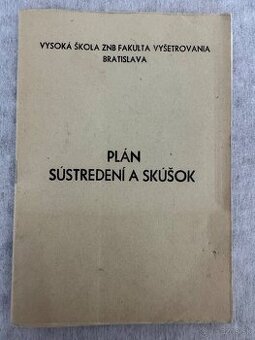 VYSOKÁ ŠKOLA ZNB FAKULTA VYŠETROVANIA
BRATISLAVA
PLÁN
SÚSTREDENÍ A SKÚŠOK